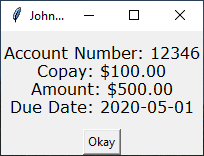 John...
Account Number: 12346
Copay: $100.00
Amount: $500.00
Due Date: 2020-05-01
Okay